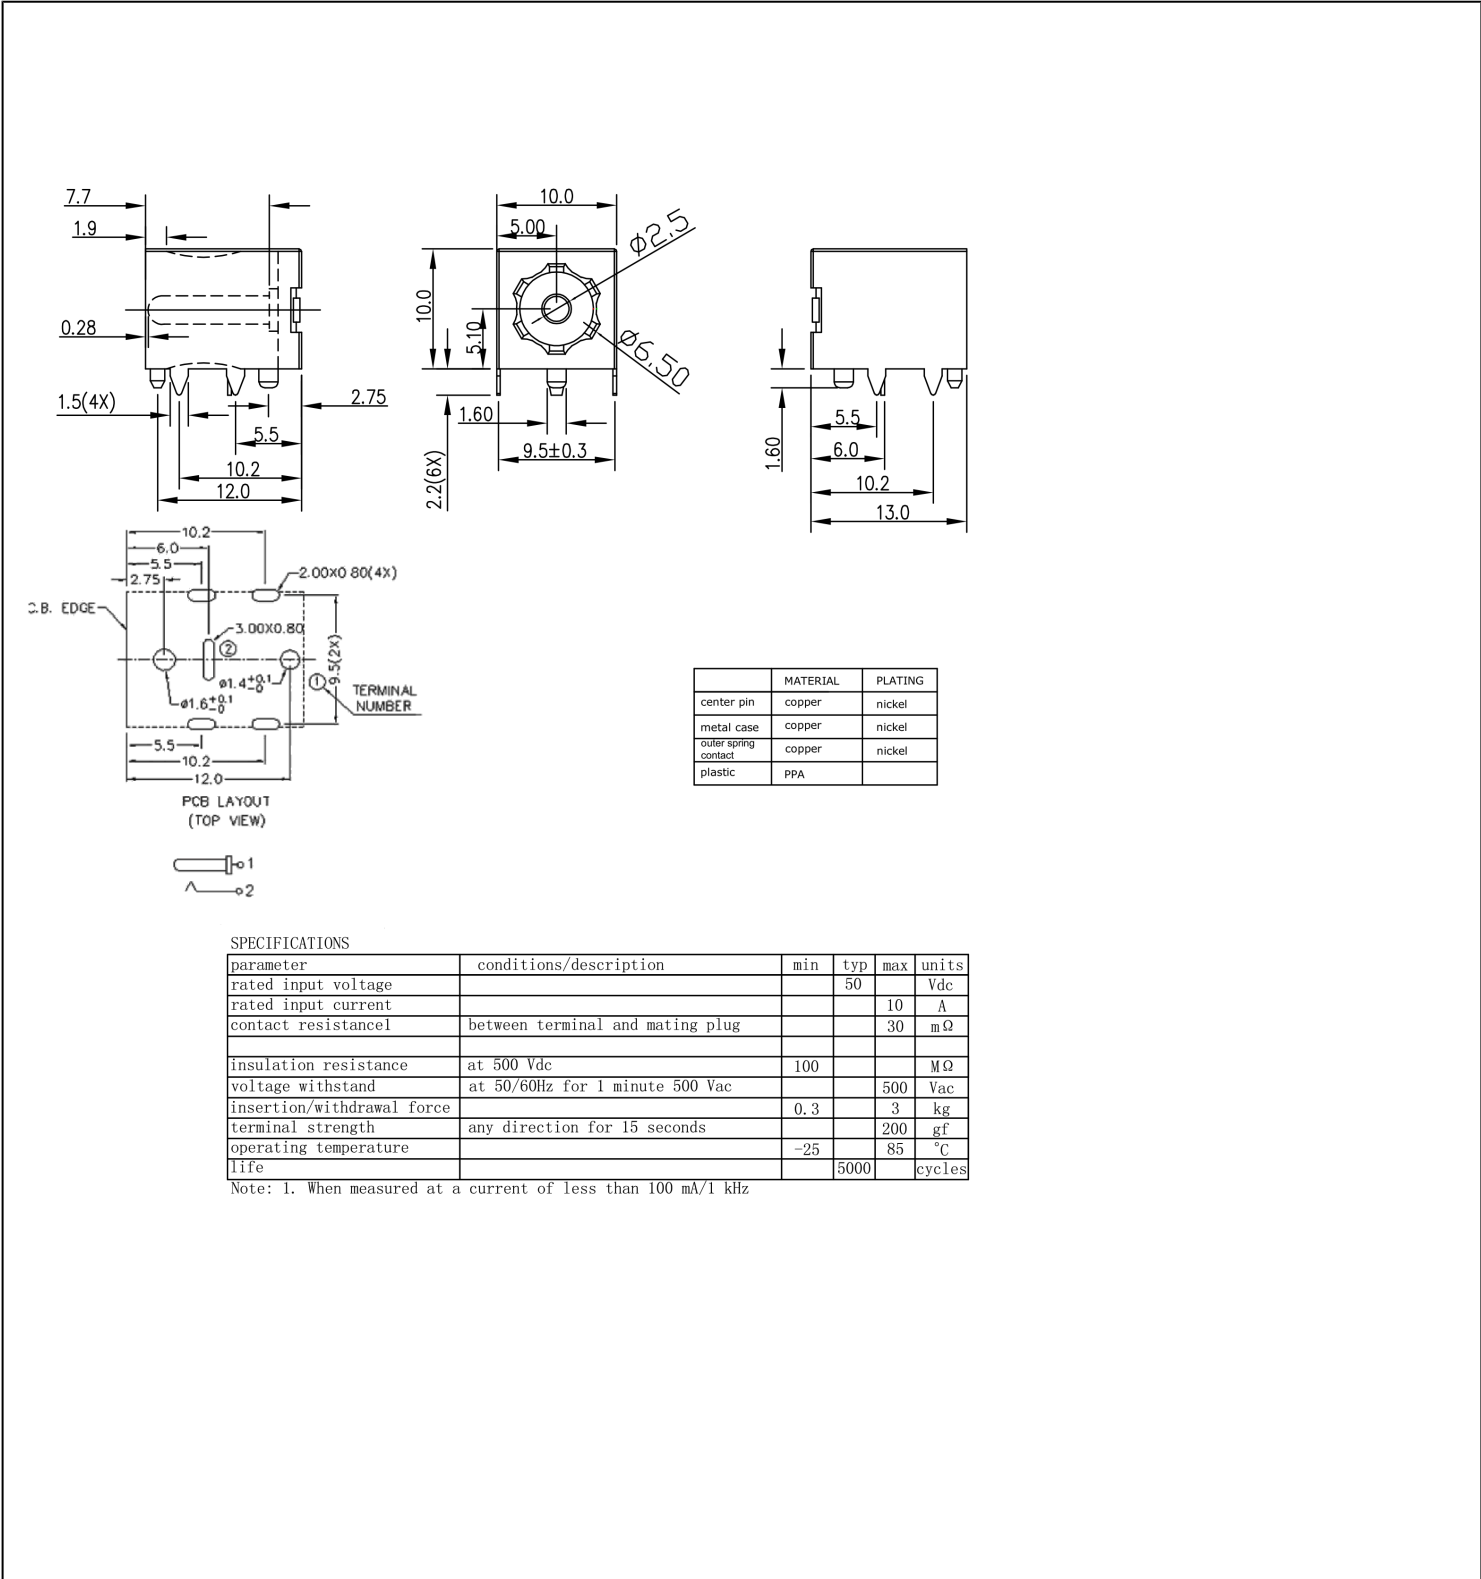 7.7
1.9
0.28
1.5(4X)
2.75
5.5
10.2
12.0
10.0
5.00
ø2.5
10.0
5.10
ø6.50
1.60
9.5±0.3
2.2(6X)
1.60
5.5
6.0
10.2
13.0
10.2
6.0
5.5
2.75
2.00X0 80(4X)
C.B. EDGE
3.00X0.80
2
9.5(2X)
ø1.4+0.1-0
1
TERMINAL
NUMBER
ø1.6+0.1-0
5.5
10.2
12.0
PCB LAYOUT
(TOP VIEW)
1
2
MATERIAL PLATING
center pin copper nickel
metal case copper nickel
outer spring
contact copper nickel
plastic PPA
SPECIFICATIONS
parameter conditions/description min typ max units
rated input voltage 50 Vdc
rated input current 10 A
contact resistance1 between terminal and mating plug 30 mΩ
insulation resistance at 500 Vdc 100 MΩ
voltage withstand at 50/60Hz for 1 minute 500 Vac 500 Vac
insertion/withdrawal force 0.3 3 kg
terminal strength any direction for 15 seconds 200 gf
operating temperature -25 85 °C
life 5000 cycles
Note: 1. When measured at a current of less than 100 mA/1 kHz